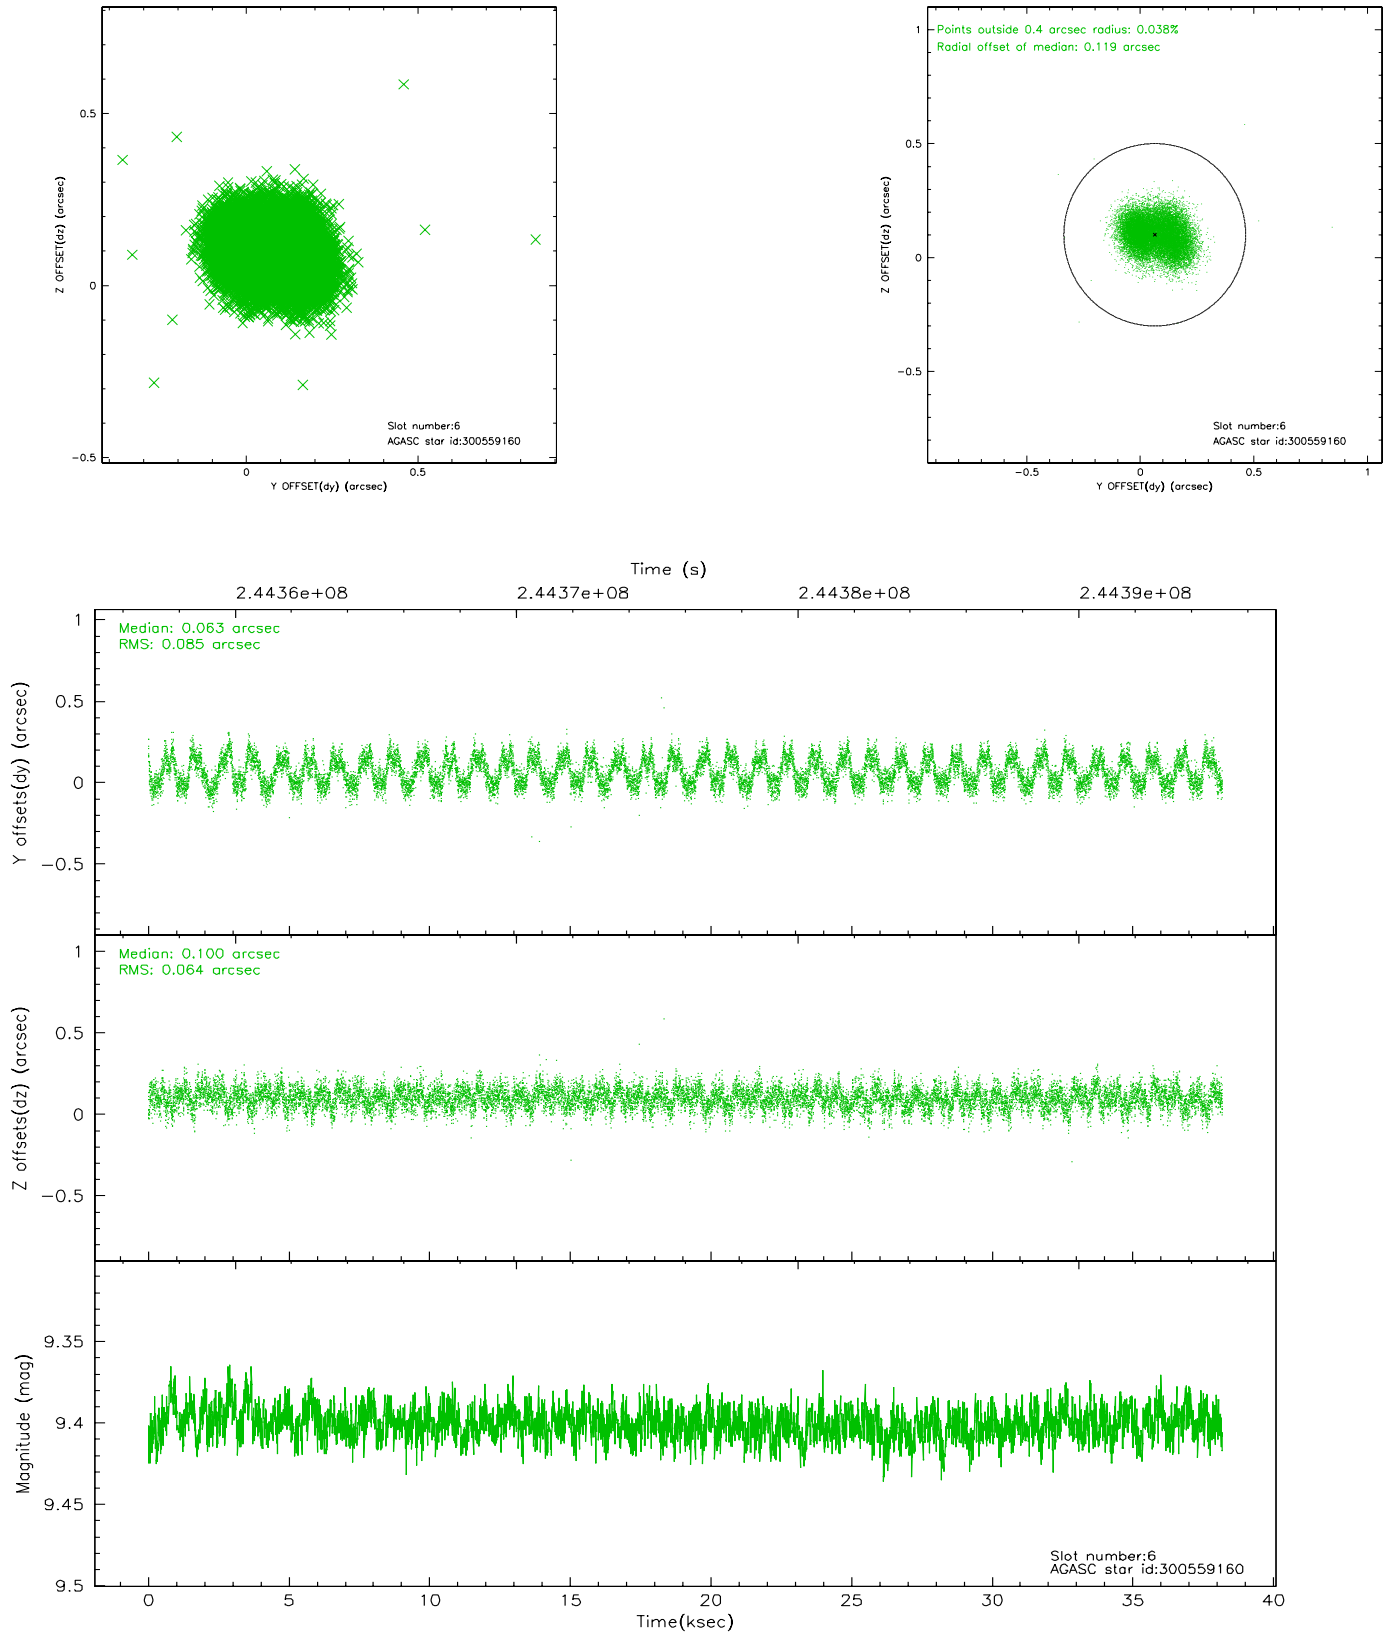 0.5
0
-0.5
Z OFFSET(dz) (arcsec)
0
0.5
Y OFFSET(dy) (arcsec)
Slot number:6
AGASC star id:300559160
Points outside 0.4 arcsec radius: 0.038%
Radial offset of median: 0.119 arcsec
1
0.5
0
-0.5
Z OFFSET(dz) (arcsec)
-0.5
0
0.5
1
Y OFFSET(dy) (arcsec)
Slot number:6
AGASC star id:300559160
Time (s)
2.4436e+08
2.4437e+08
2.4438e+08
2.4439e+08
Median: 0.063 arcsec
RMS: 0.085 arcsec
1
0.5
0
-0.5
Y offsets(dy) (arcsec)
Median: 0.100 arcsec
RMS: 0.064 arcsec
1
0.5
0
-0.5
Z offsets(dz) (arcsec)
9.35
9.4
9.45
9.5
Magnitude (mag)
Slot number:6
AGASC star id:300559160
0
5
10
15
20
25
30
35
40
Time(ksec)